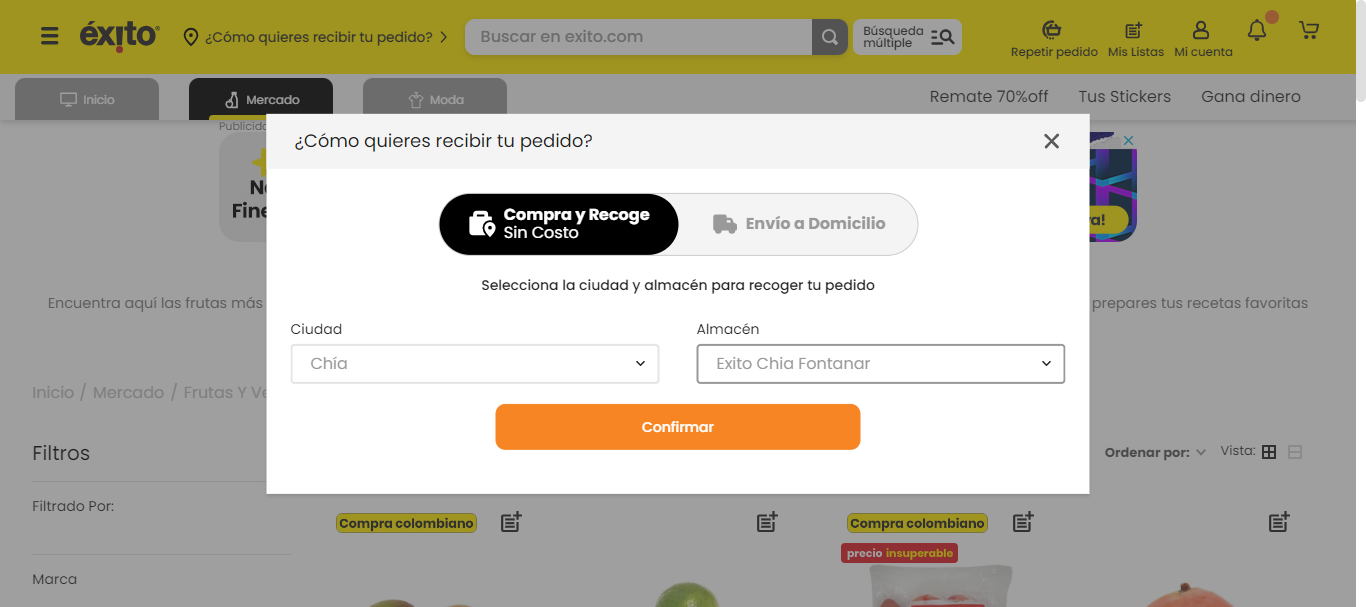 éxito
¿Cómo quieres recibir tu pedido?
Buscar en exito.com
Búsqueda
múltiple
Repetir pedido
Mis Listas
Mi cuenta
Inicio
Mercado
Moda
Remate 70%off
Tus Stickers
Gana dinero
¿Cómo quieres recibir tu pedido?
Compra y Recoge
Sin Costo
Envío a Domicilio
Selecciona la ciudad y almacén para recoger tu pedido
Ciudad
Almacén
Chía
Exito Chia Fontanar
Confirmar
Encuentra aquí las frutas más
prepares tus recetas favoritas
Inicio / Mercado / Frutas Y Ve
Filtros
Ordenar por:
Vista:
Filtrado Por:
Compra colombiano
Compra colombiano
precio insuperable
Marca